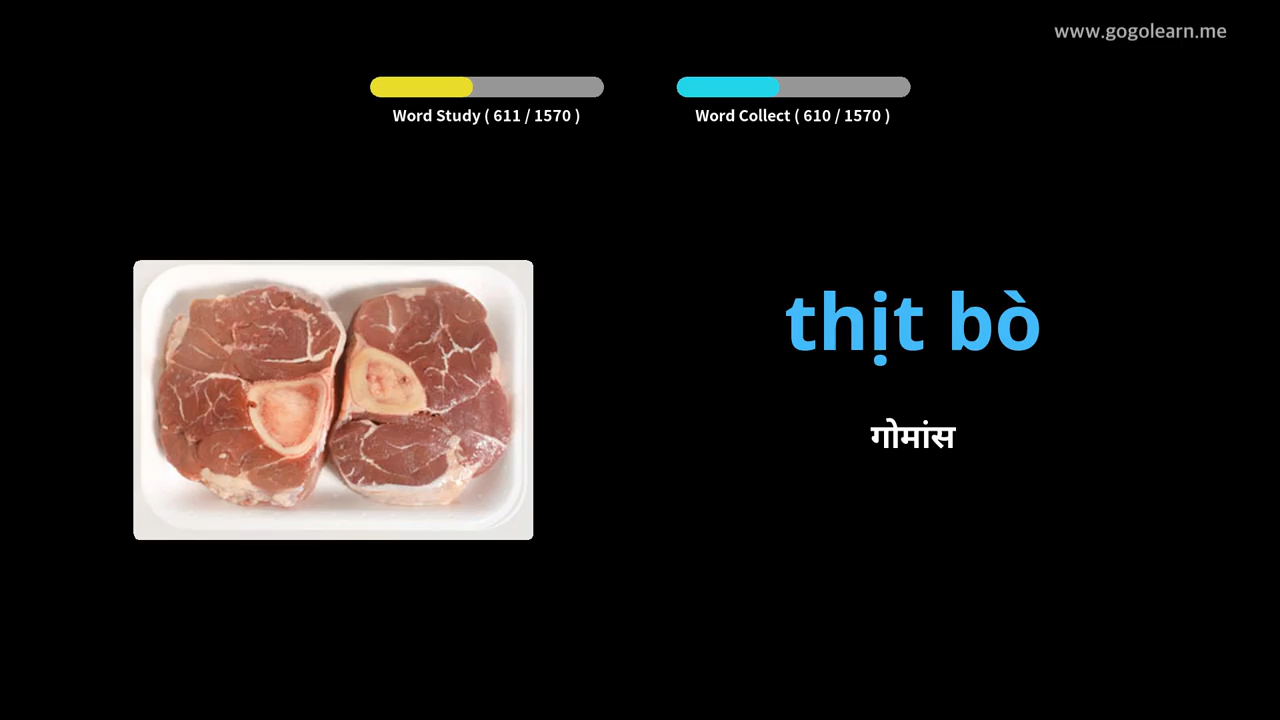 www.gogolearn.me
Word Study ( 611 / 1570 )
Word Collect ( 610 / 1570 )
thịt bò
गोमांस